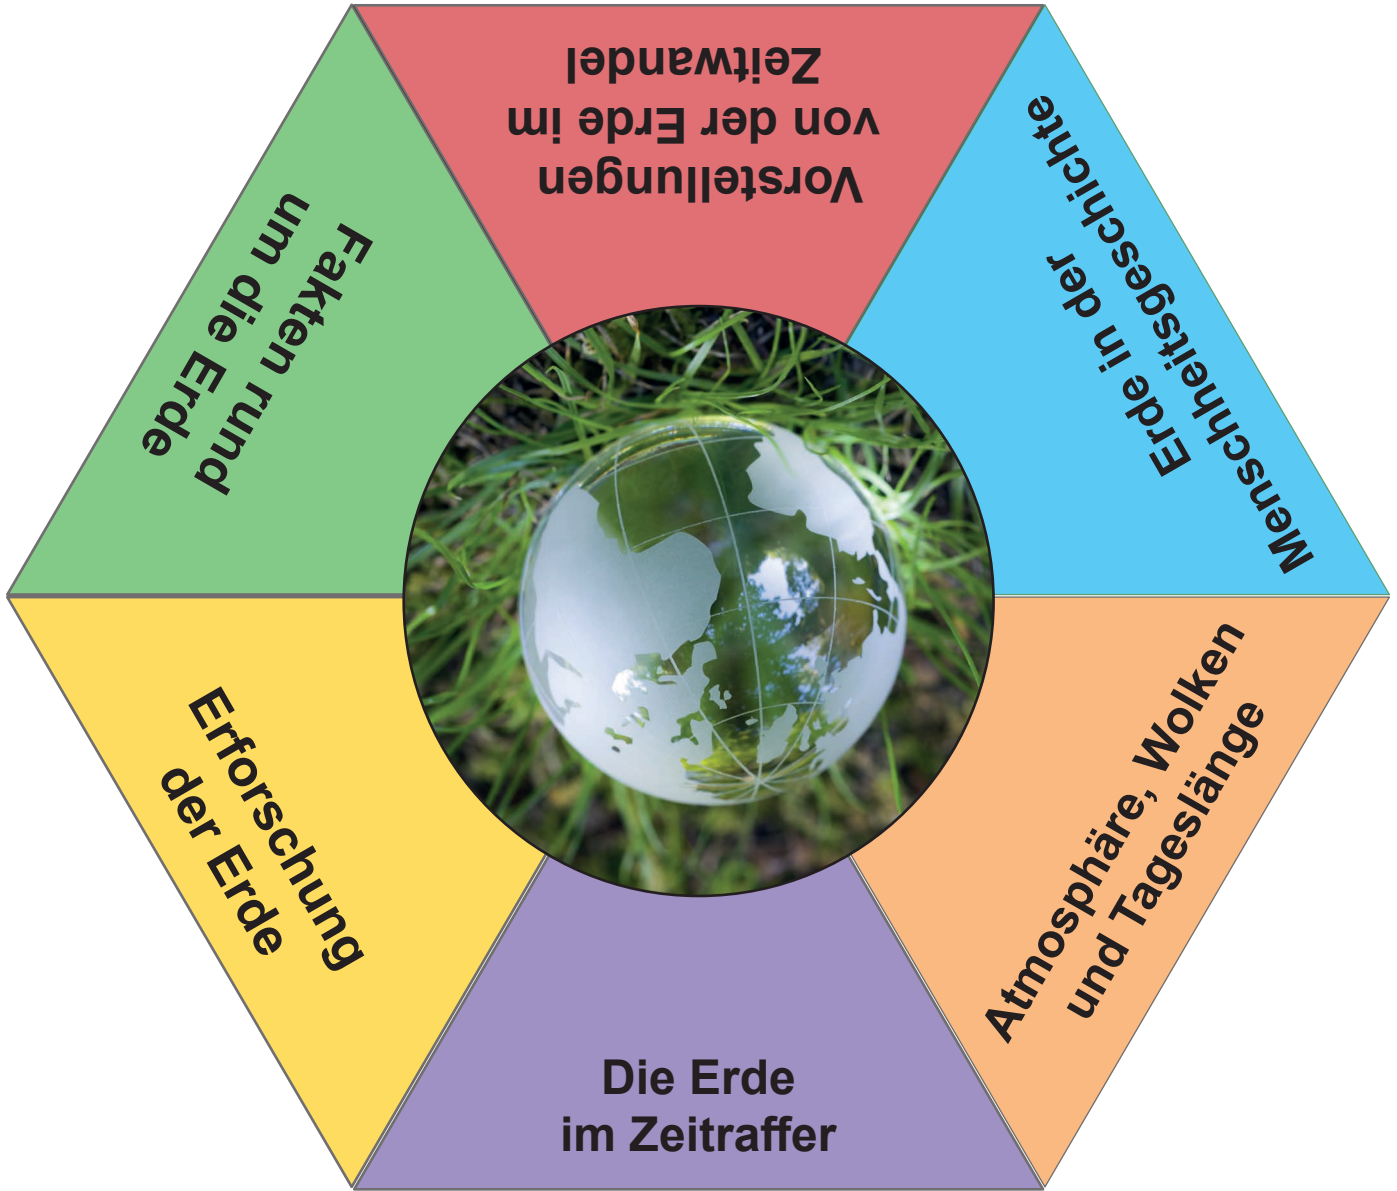 Vorstellungen
von der Erde im
Zeitwandel
Erde in der
Menschheitsgeschichte
Atmosphäre, Wolken
und Tageslänge
Die Erde
im Zeitraffer
Erforschung
der Erde
Fakten rund
um die Erde